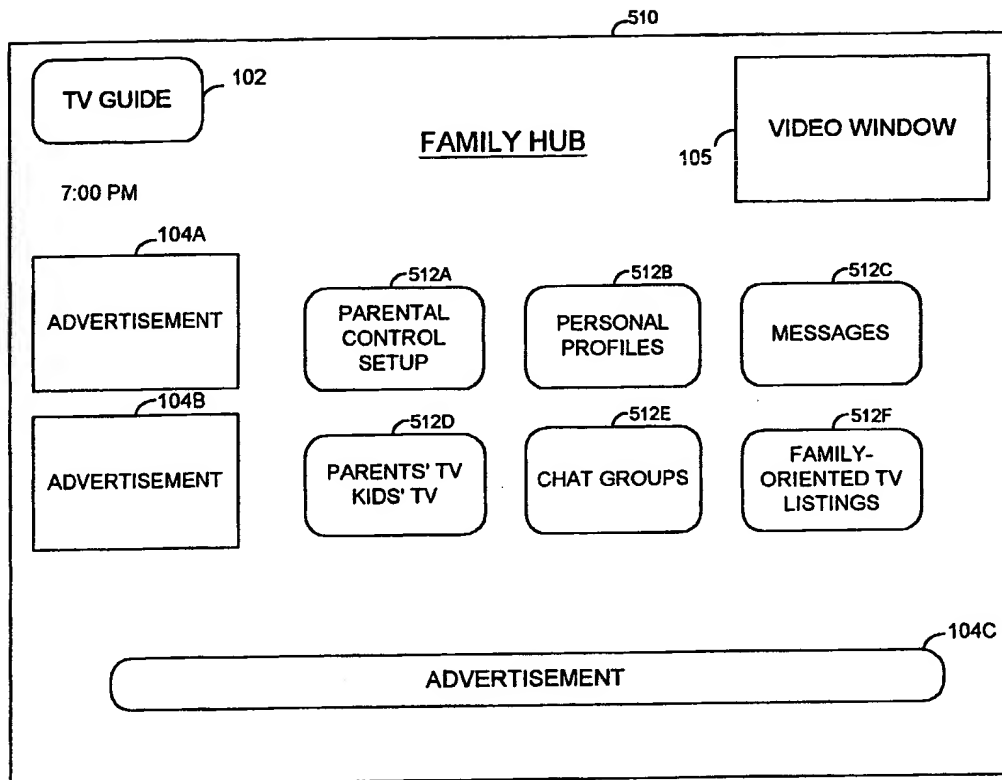 510
TV GUIDE
102
FAMILY HUB
VIDEO WINDOW
105
7:00 PM
104A
ADVERTISEMENT
512A
PARENTAL
CONTROL
SETUP
512B
PERSONAL
PROFILES
512C
MESSAGES
104B
ADVERTISEMENT
512D
PARENTS' TV
KIDS' TV
512E
CHAT GROUPS
512F
FAMILY-
ORIENTED TV
LISTINGS
104C
ADVERTISEMENT